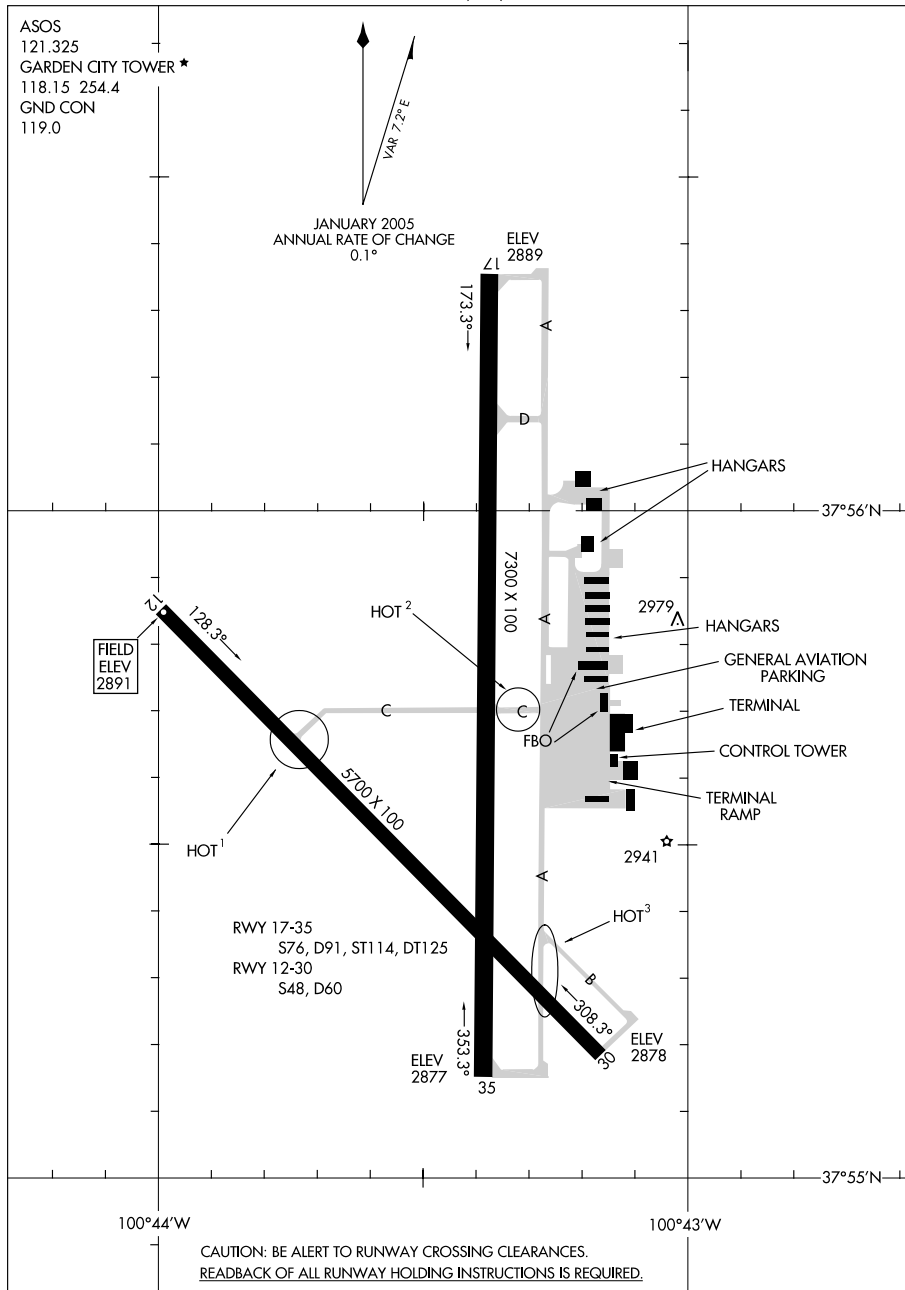 ASOS
121.325
GARDEN CITY TOWER ★
118.15 254.4
GND CON
119.0
VAR 7.2° E
JANUARY 2005
ANNUAL RATE OF CHANGE
0.1°
ELEV
2889
17
173.3°
A
D
HANGARS
37°56'N
7300 X 100
HOT 2
A
2979
HANGARS
12
128.3°
FIELD
ELEV
2891
GENERAL AVIATION
PARKING
C
C
TERMINAL
FBO
CONTROL TOWER
5700 X 100
TERMINAL
RAMP
HOT 1
2941
A
HOT 3
RWY 17-35
S76, D91, ST114, DT125
RWY 12-30
S48, D60
B
308.3°
353.3°
ELEV
2878
30
ELEV
2877
35
37°55'N
100°44'W
100°43'W
CAUTION: BE ALERT TO RUNWAY CROSSING CLEARANCES.
READBACK OF ALL RUNWAY HOLDING INSTRUCTIONS IS REQUIRED.